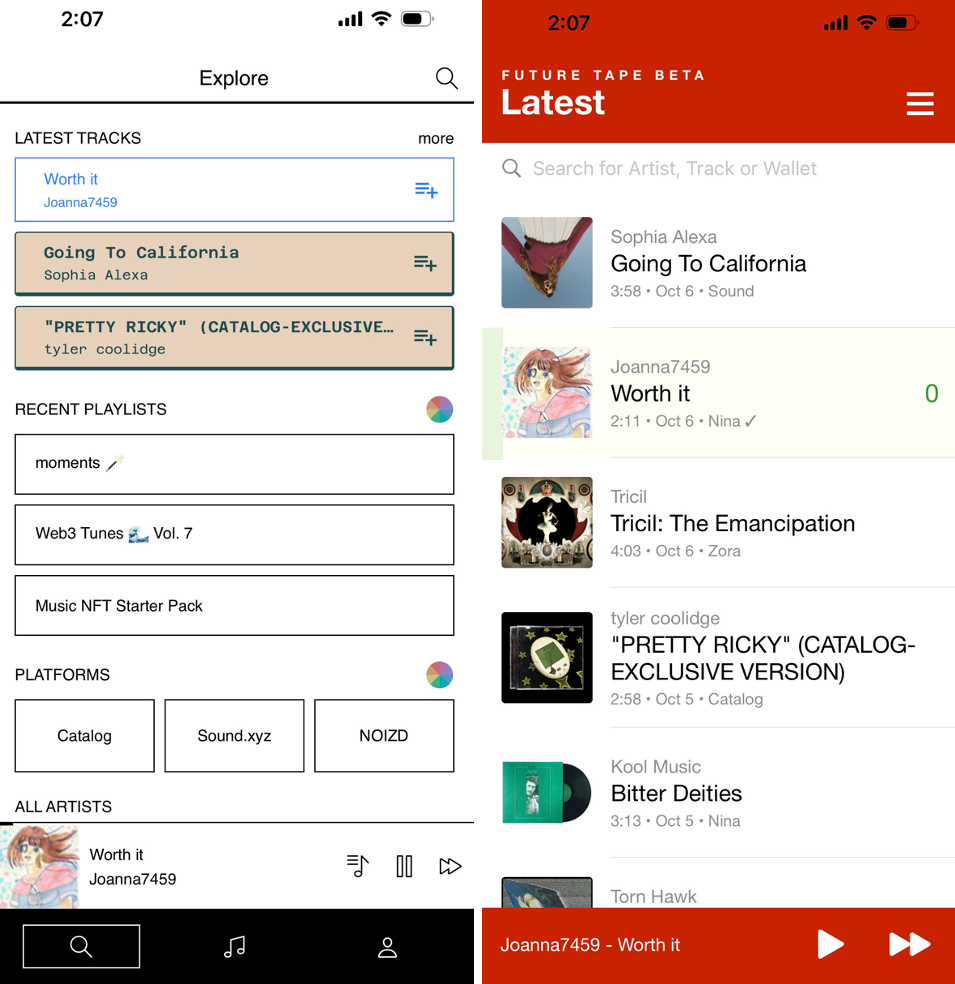 2:07
Explore
LATEST TRACKS
more
Worth it
Joanna7459
Going To California
Sophia Alexa
"PRETTY RICKY" (CATALOG-EXCLUSIVE…
tyler coolidge
RECENT PLAYLISTS
moments 🪄
Web3 Tunes 🌊 Vol. 7
Music NFT Starter Pack
PLATFORMS
Catalog
Sound.xyz
NOIZD
ALL ARTISTS
Worth it
Joanna7459
2:07
FUTURE TAPE BETA
Latest
Search for Artist, Track or Wallet
Sophia Alexa
Going To California
3:58 • Oct 6 • Sound
Joanna7459
Worth it
0
2:11 • Oct 6 • Nina ✓
Tricil
Tricil: The Emancipation
4:03 • Oct 6 • Zora
tyler coolidge
"PRETTY RICKY" (CATALOG-
EXCLUSIVE VERSION)
2:58 • Oct 5 • Catalog
Kool Music
Bitter Deities
3:13 • Oct 5 • Nina
Torn Hawk
Joanna7459 - Worth it